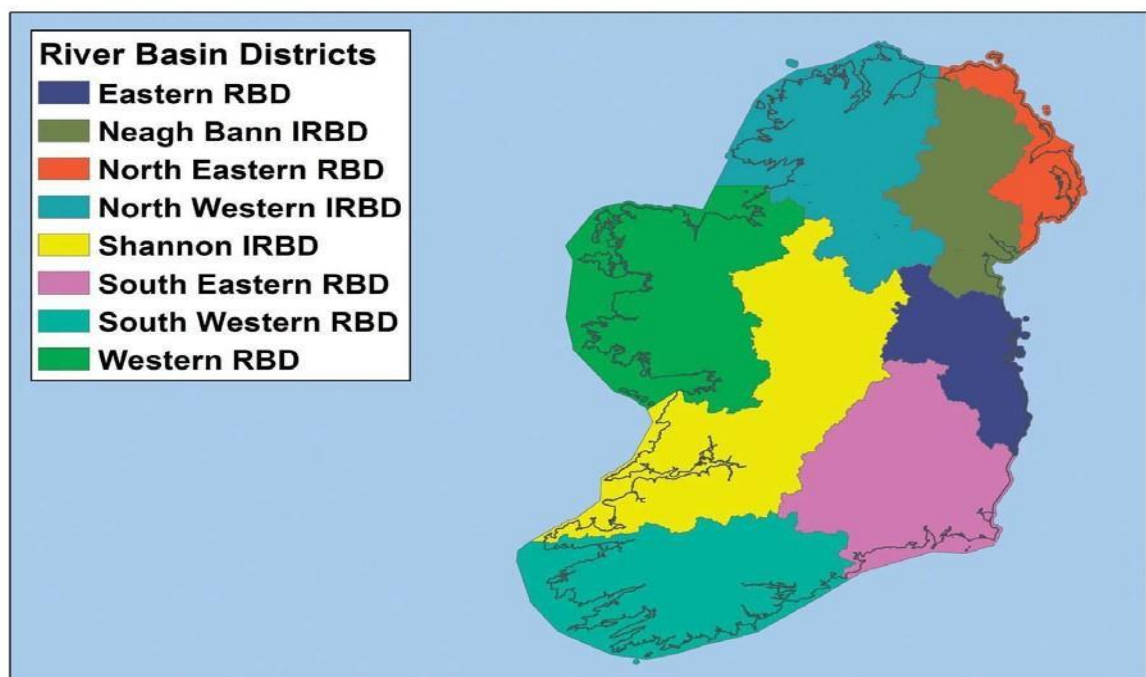 River Basin Districts
Eastern RBD
Neagh Bann IRBD
North Eastern RBD
North Western IRBD
Shannon IRBD
South Eastern RBD
South Western RBD
Western RBD